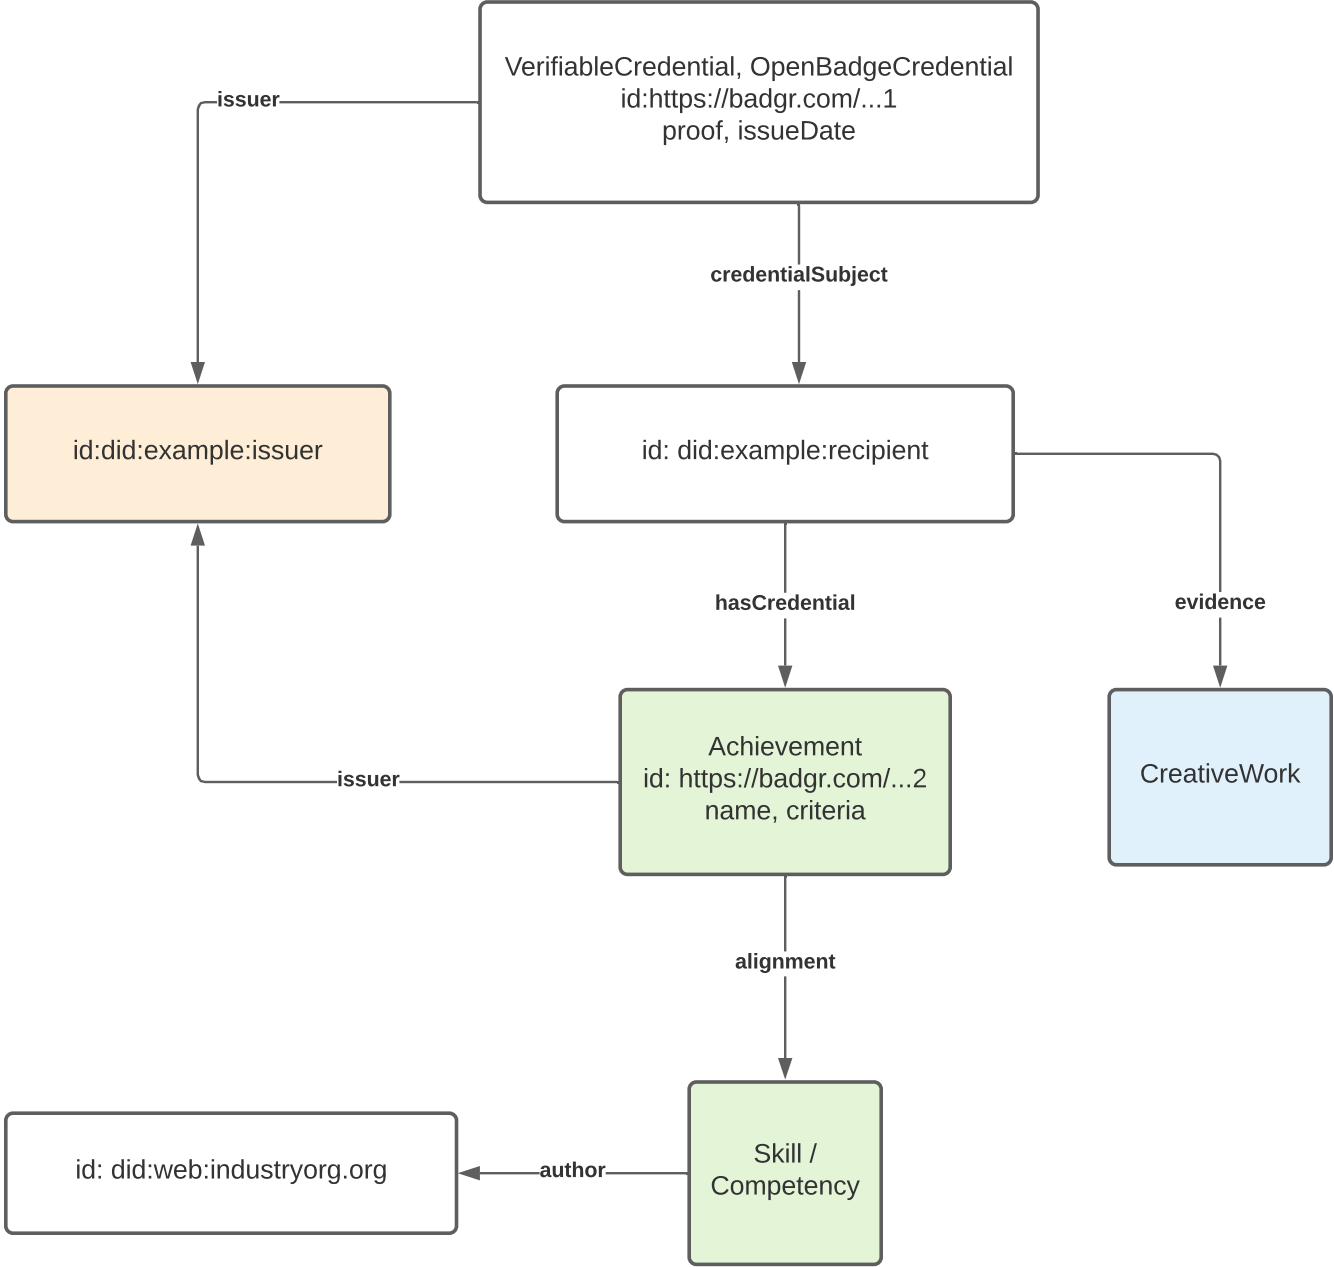 VerifiableCredential, OpenBadgeCredential
id:https://badgr.com/...1
proof, issueDate
issuer
credentialSubject
id:did:example:issuer
id: did:example:recipient
hasCredential
evidence
Achievement
id: https://badgr.com/...2
name, criteria
CreativeWork
issuer
alignment
Skill /
Competency
author
id: did:web:industryorg.org